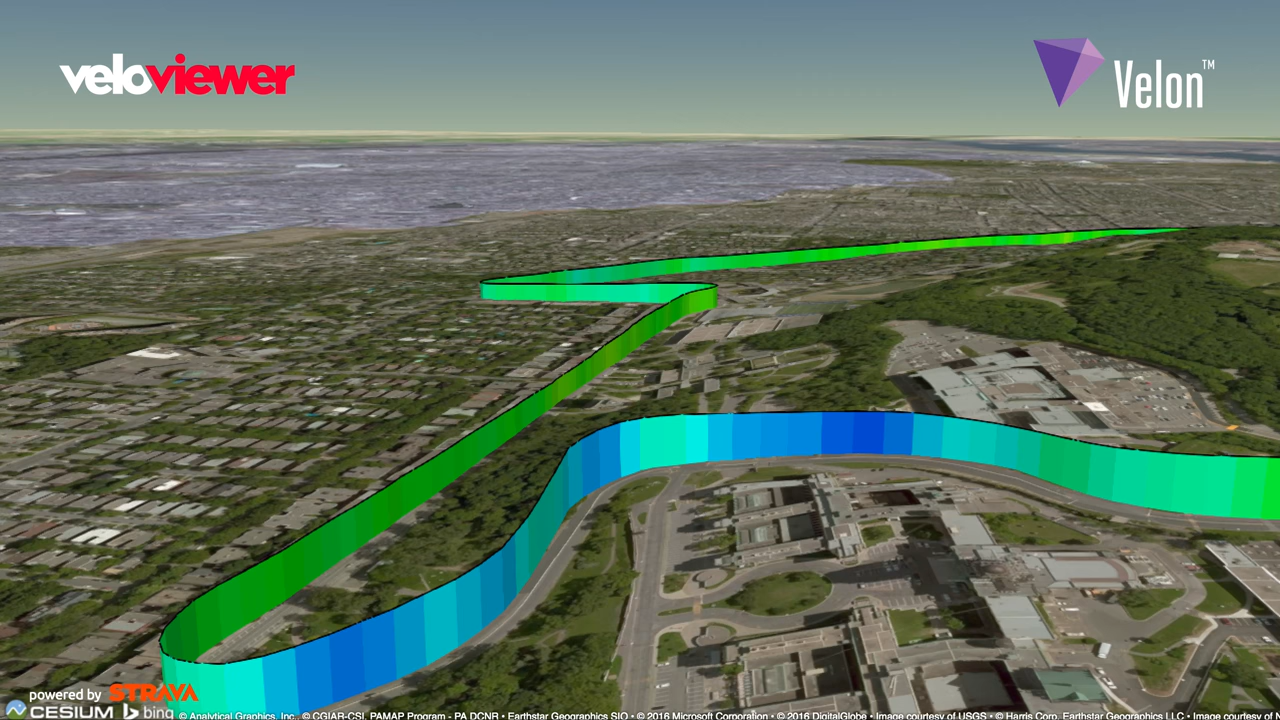 veloviewer
Velon™
powered by STRAVA
CESIUM bing
© Analytical Graphics, Inc. • © CGIAR-CSI, PAMAP Program - PA DCNR • Earthstar Geographics SIO • © 2016 Microsoft Corporation • © 2016 DigitalGlobe • Image courtesy of USGS • © Harris Corp, Earthstar Geographics LLC • Image courtesy of